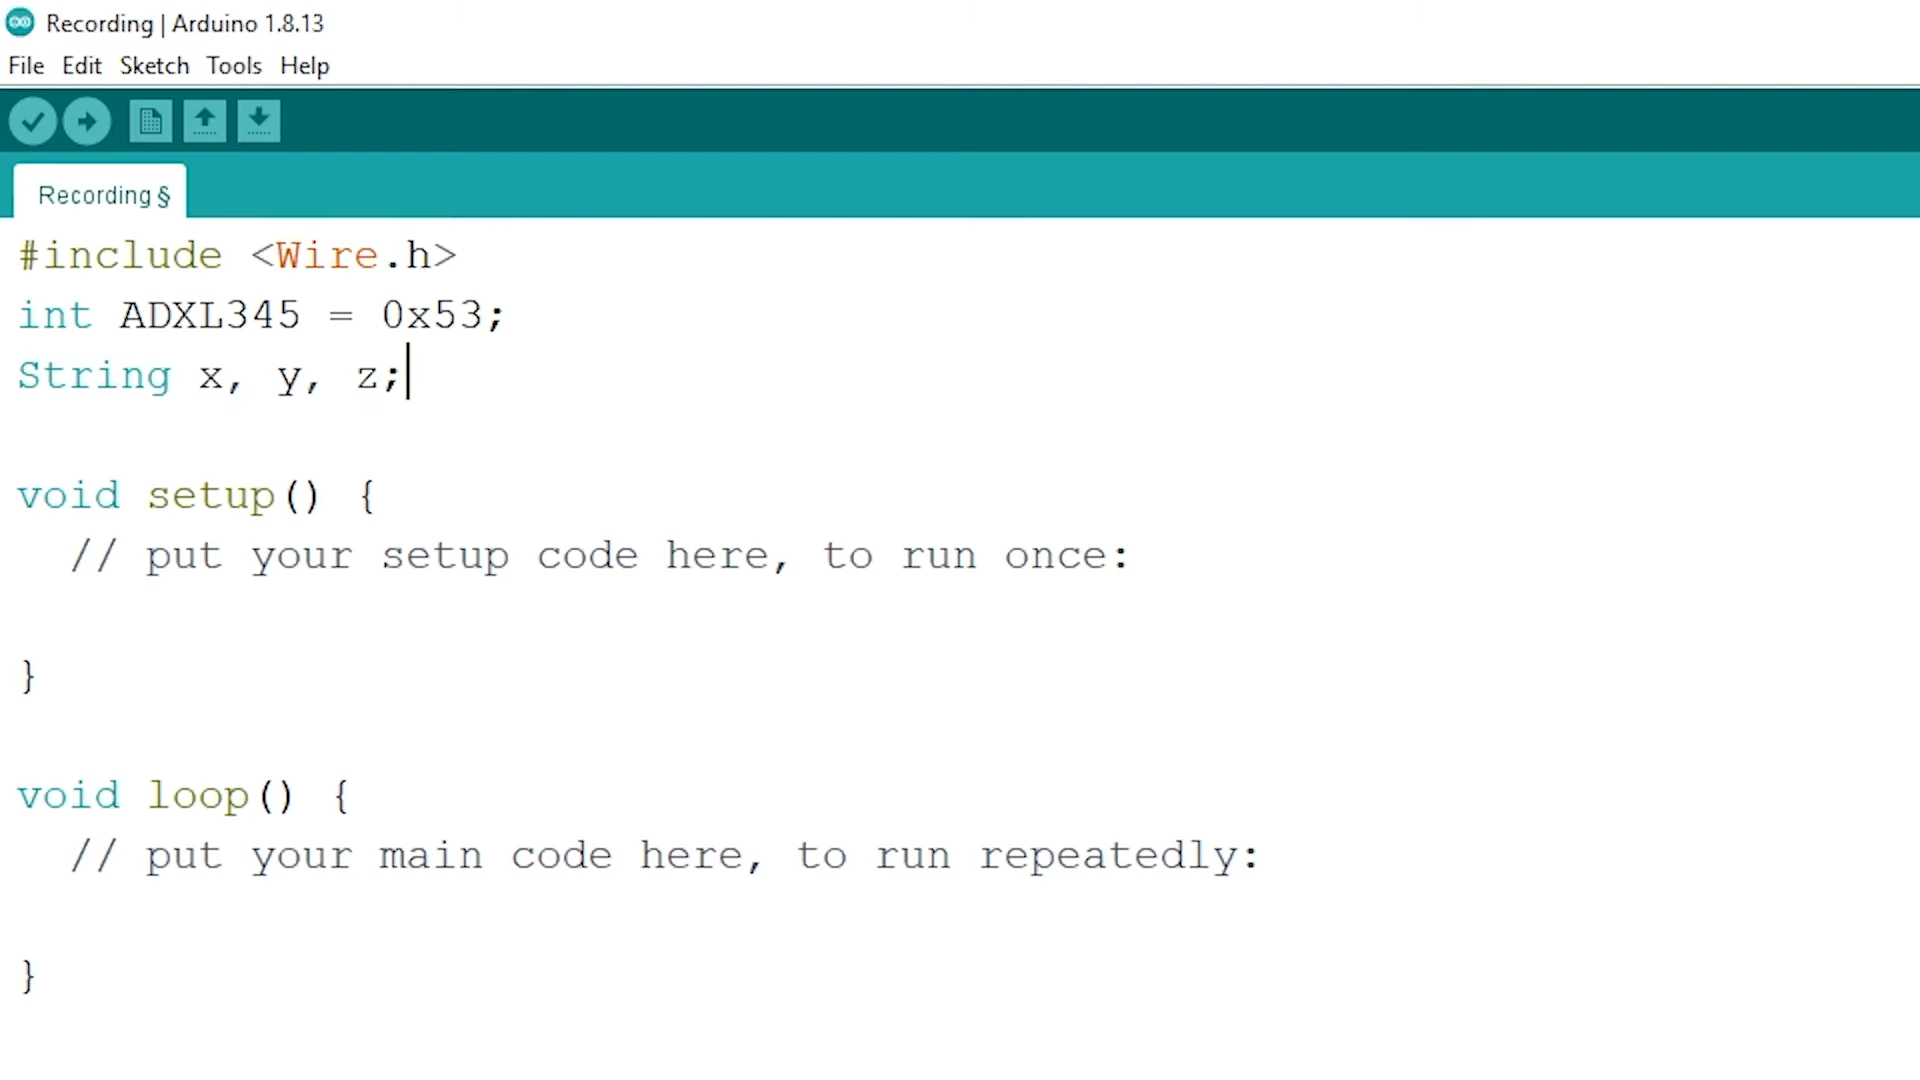 Recording | Arduino 1.8.13
File Edit Sketch Tools Help
Recording §
#include <Wire.h>
int ADXL345 = 0x53;
String x, y, z;
void setup() {
  // put your setup code here, to run once:
}
void loop() {
  // put your main code here, to run repeatedly:
}